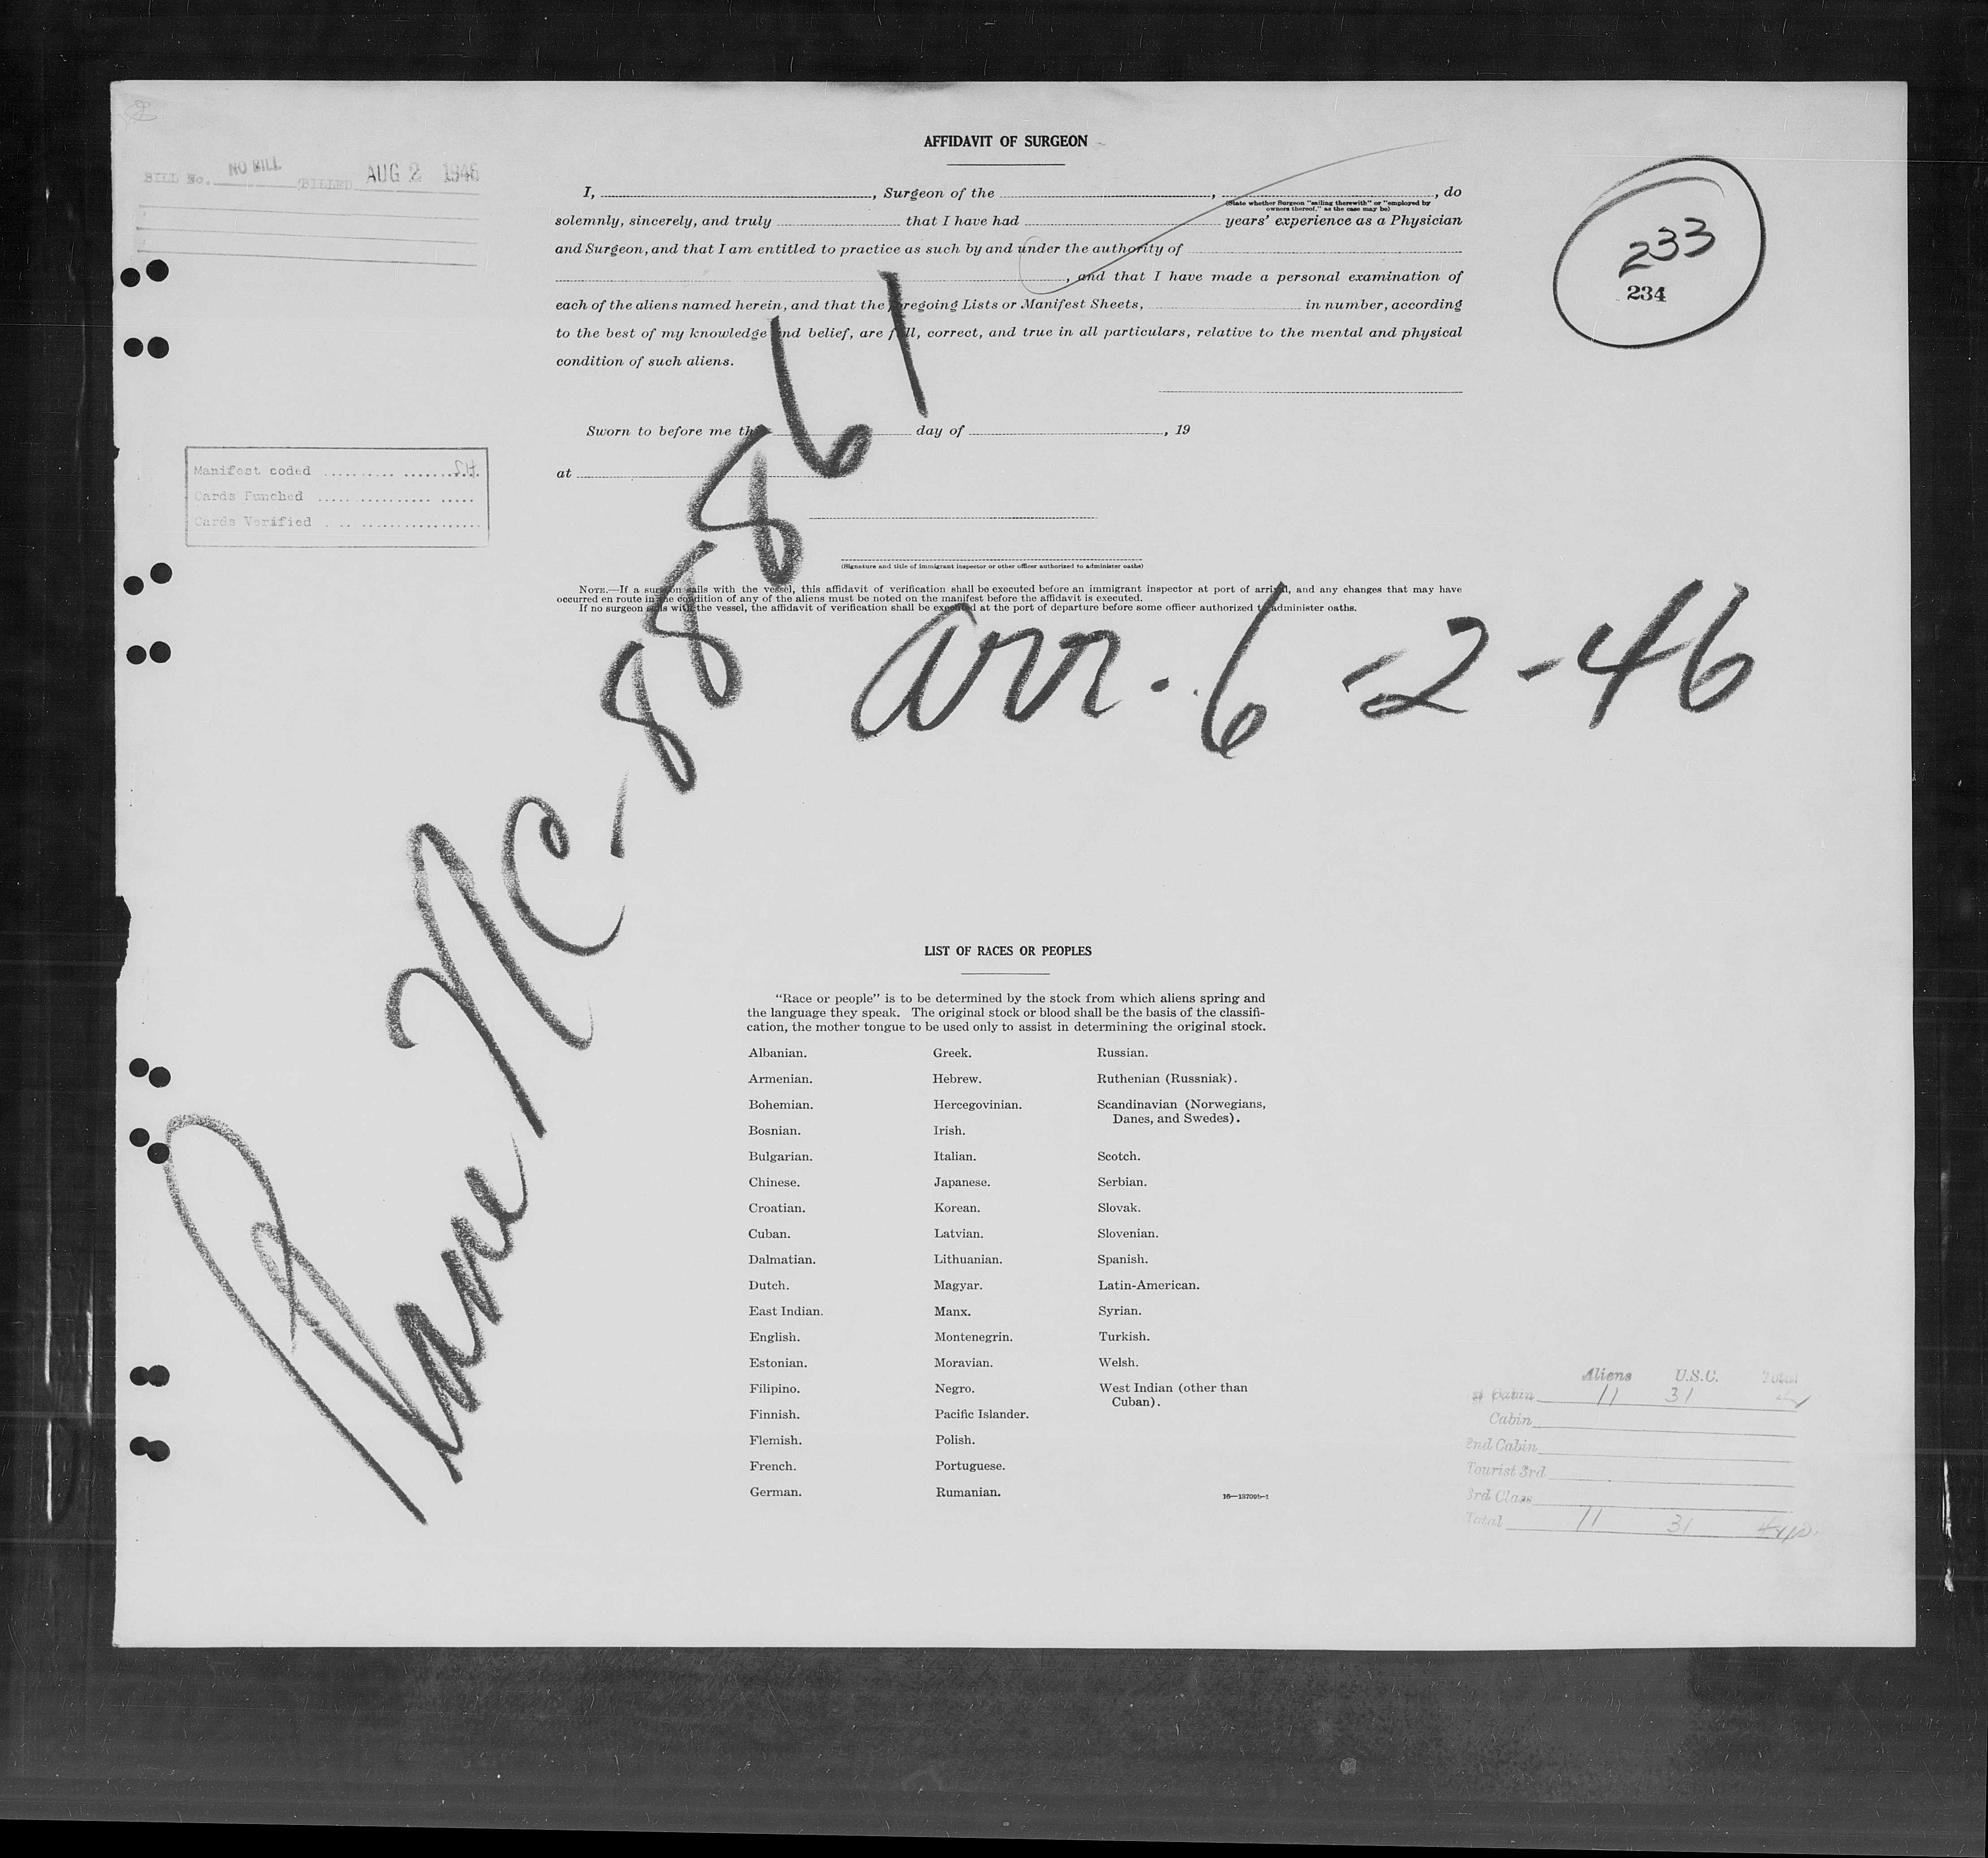 AFFIDAVIT OF SURGEON
BILL No. NO BILL BILLED AUG 2 1946
I, , Surgeon of the , , do
(State whether Surgeon "sailing therewith" or "employed by
owners thereof," as the case may be)
solemnly, sincerely, and truly that I have had years' experience as a Physician
and Surgeon, and that I am entitled to practice as such by and under the authority of
, and that I have made a personal examination of
each of the aliens named herein, and that the foregoing Lists or Manifest Sheets, in number, according
to the best of my knowledge and belief, are full, correct, and true in all particulars, relative to the mental and physical
condition of such aliens.
233
234
Sworn to before me this day of , 19
at
Manifest coded
Cards Punched
Cards Verified
(Signature and title of immigrant inspector or other officer authorized to administer oaths)
NOTE.—If a surgeon sails with the vessel, this affidavit of verification shall be executed before an immigrant inspector at port of arrival, and any changes that may have
occurred en route in the condition of any of the aliens must be noted on the manifest before the affidavit is executed.
If no surgeon sails with the vessel, the affidavit of verification shall be executed at the port of departure before some officer authorized to administer oaths.
Plane NC-888861
arr. 6-2-46
LIST OF RACES OR PEOPLES
"Race or people" is to be determined by the stock from which aliens spring and
the language they speak. The original stock or blood shall be the basis of the classifi-
cation, the mother tongue to be used only to assist in determining the original stock.
Albanian.
Armenian.
Bohemian.
Bosnian.
Bulgarian.
Chinese.
Croatian.
Cuban.
Dalmatian.
Dutch.
East Indian.
English.
Estonian.
Filipino.
Finnish.
Flemish.
French.
German.
Greek.
Hebrew.
Hercegovinian.
Irish.
Italian.
Japanese.
Korean.
Latvian.
Lithuanian.
Magyar.
Manx.
Montenegrin.
Moravian.
Negro.
Pacific Islander.
Polish.
Portuguese.
Rumanian.
Russian.
Ruthenian (Russniak).
Scandinavian (Norwegians,
Danes, and Swedes).
Scotch.
Serbian.
Slovak.
Slovenian.
Spanish.
Latin-American.
Syrian.
Turkish.
Welsh.
West Indian (other than
Cuban).
16—13709b-1
Aliens U.S.C. Total
Cabin 11 31
Cabin
2nd Cabin
Tourist 3rd
3rd Class
Total 11 31